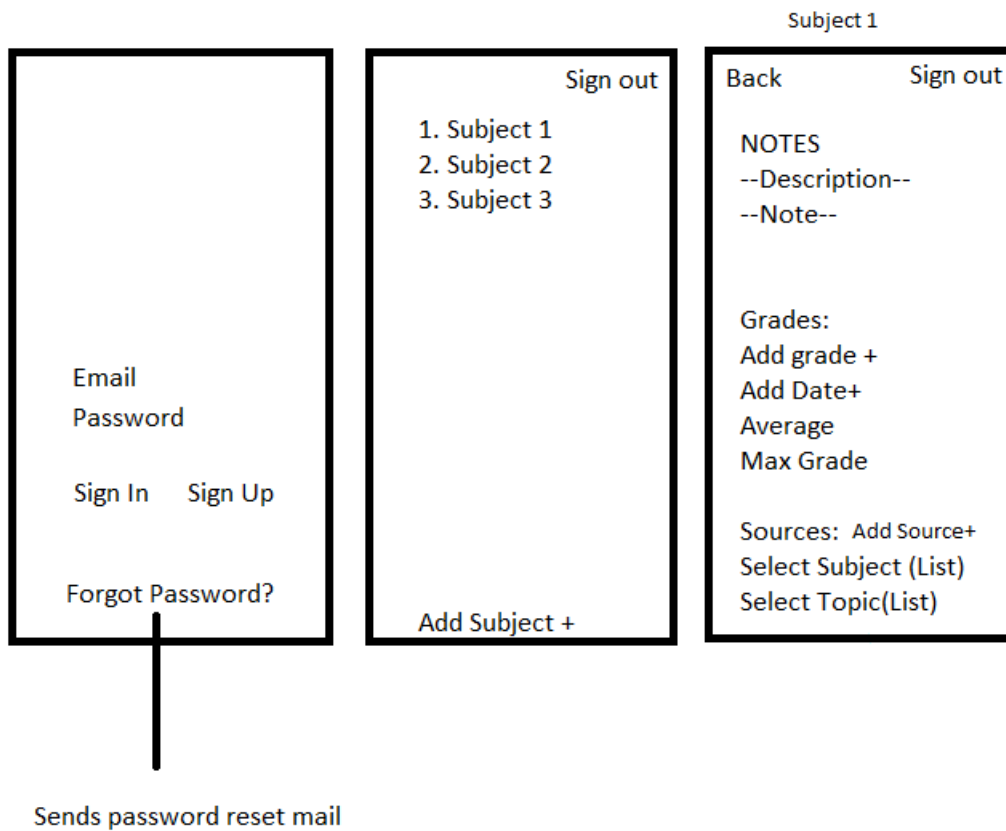 Email
Password
Sign In Sign Up
Forgot Password?
Sends password reset mail
Sign out
1. Subject 1
2. Subject 2
3. Subject 3
Add Subject +
Subject 1
Back Sign out
NOTES
--Description--
--Note--
Grades:
Add grade +
Add Date+
Average
Max Grade
Sources: Add Source+
Select Subject (List)
Select Topic(List)